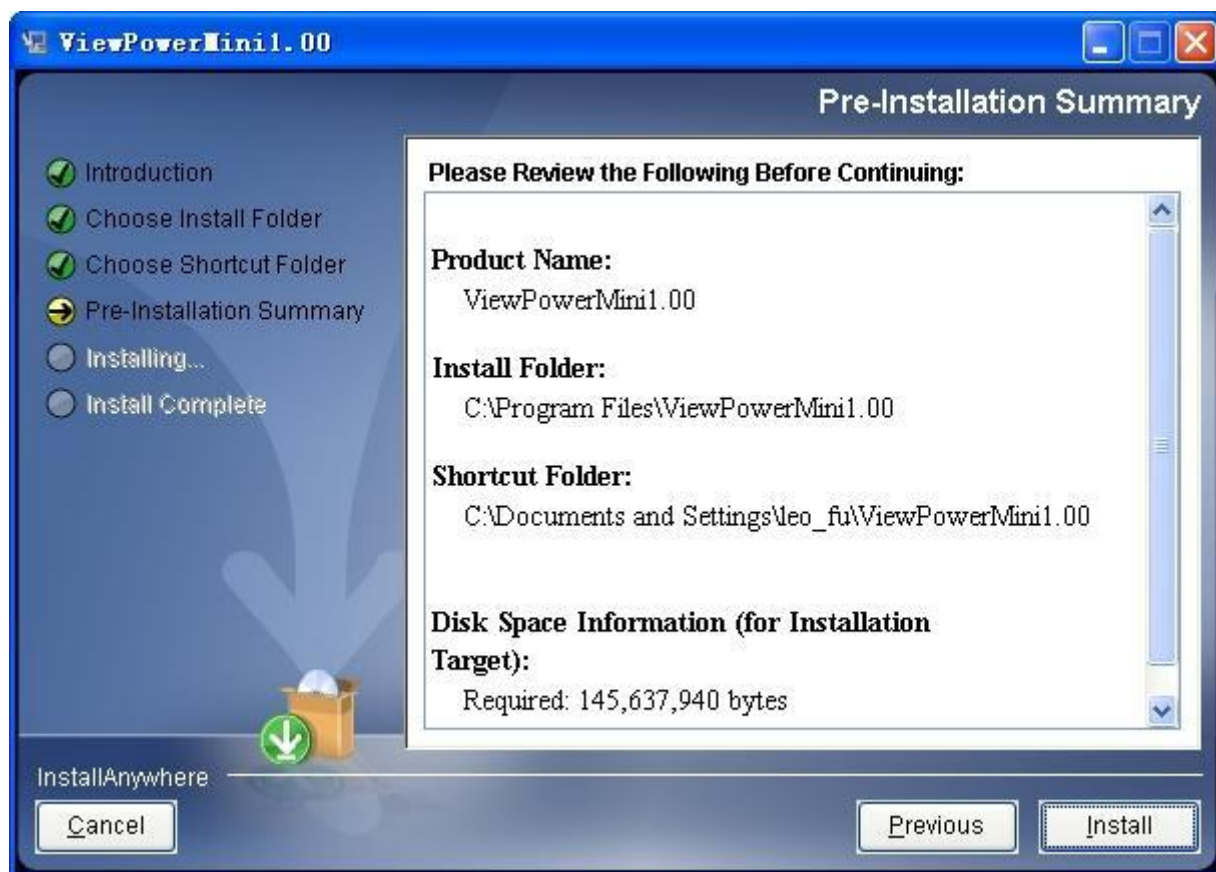 ViewPowerMini1.00
Pre-Installation Summary
Introduction
Choose Install Folder
Choose Shortcut Folder
Pre-Installation Summary
Installing...
Install Complete
Please Review the Following Before Continuing:
Product Name:
ViewPowerMini1.00
Install Folder:
C:\Program Files\ViewPowerMini1.00
Shortcut Folder:
C:\Documents and Settings\leo_fu\ViewPowerMini1.00
Disk Space Information (for Installation
Target):
Required: 145,637,940 bytes
InstallAnywhere
Cancel
Previous
Install